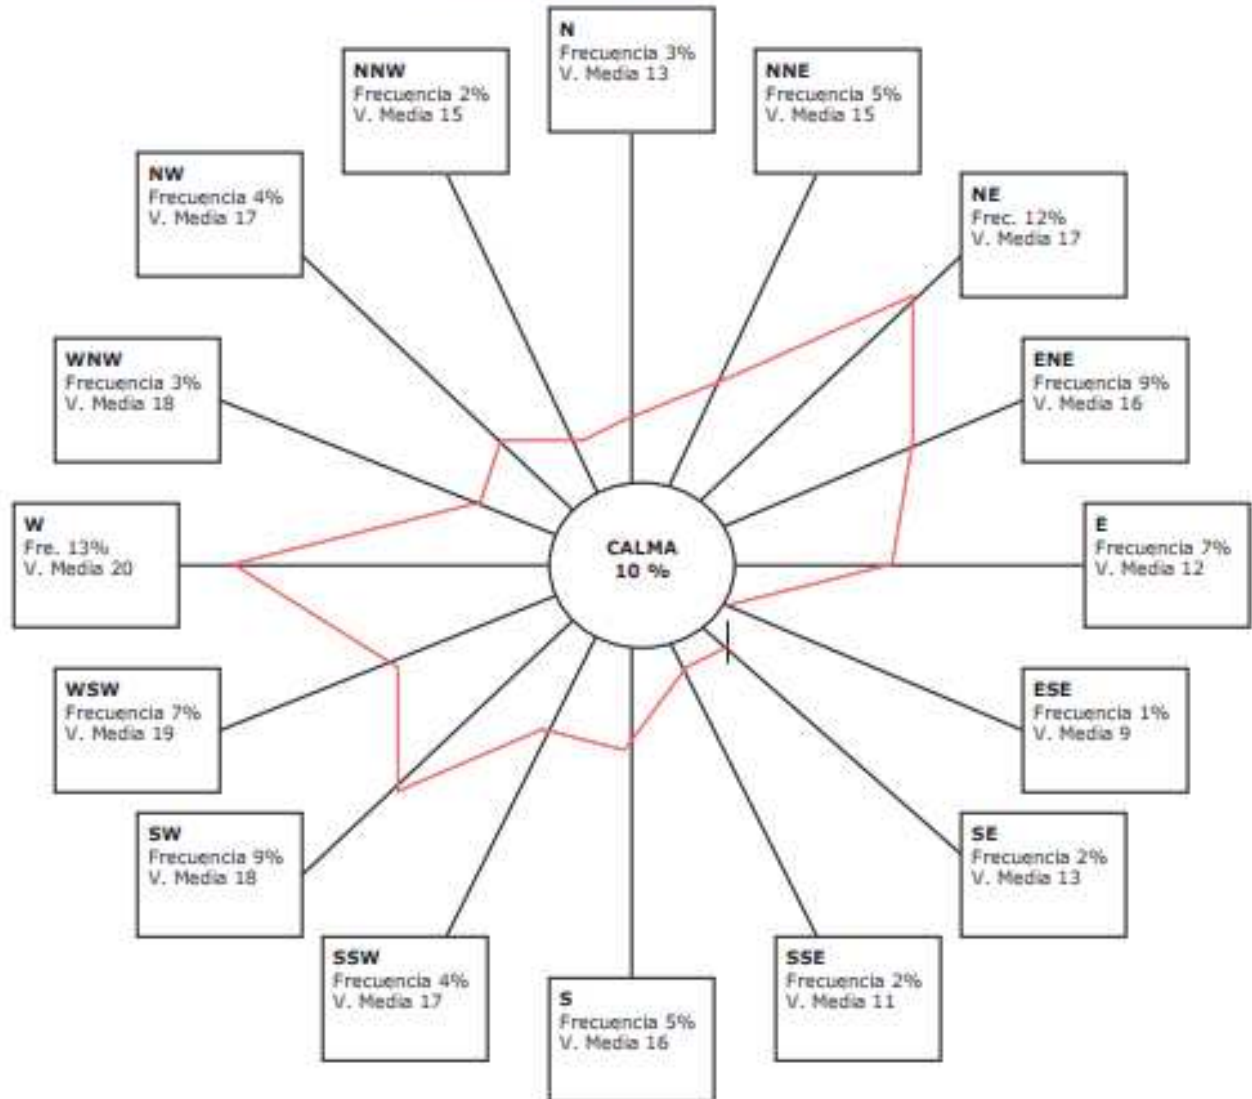 N
Frecuencia 3%
V. Media 13
NNW
Frecuencia 2%
V. Media 15
NNE
Frecuencia 5%
V. Media 15
NW
Frecuencia 4%
V. Media 17
NE
Frec. 12%
V. Media 17
WNW
Frecuencia 3%
V. Media 18
ENE
Frecuencia 9%
V. Media 16
W
Fre. 13%
V. Media 20
CALMA
10 %
E
Frecuencia 7%
V. Media 12
WSW
Frecuencia 7%
V. Media 19
ESE
Frecuencia 1%
V. Media 9
SW
Frecuencia 9%
V. Media 18
SE
Frecuencia 2%
V. Media 13
SSW
Frecuencia 4%
V. Media 17
S
Frecuencia 5%
V. Media 16
SSE
Frecuencia 2%
V. Media 11